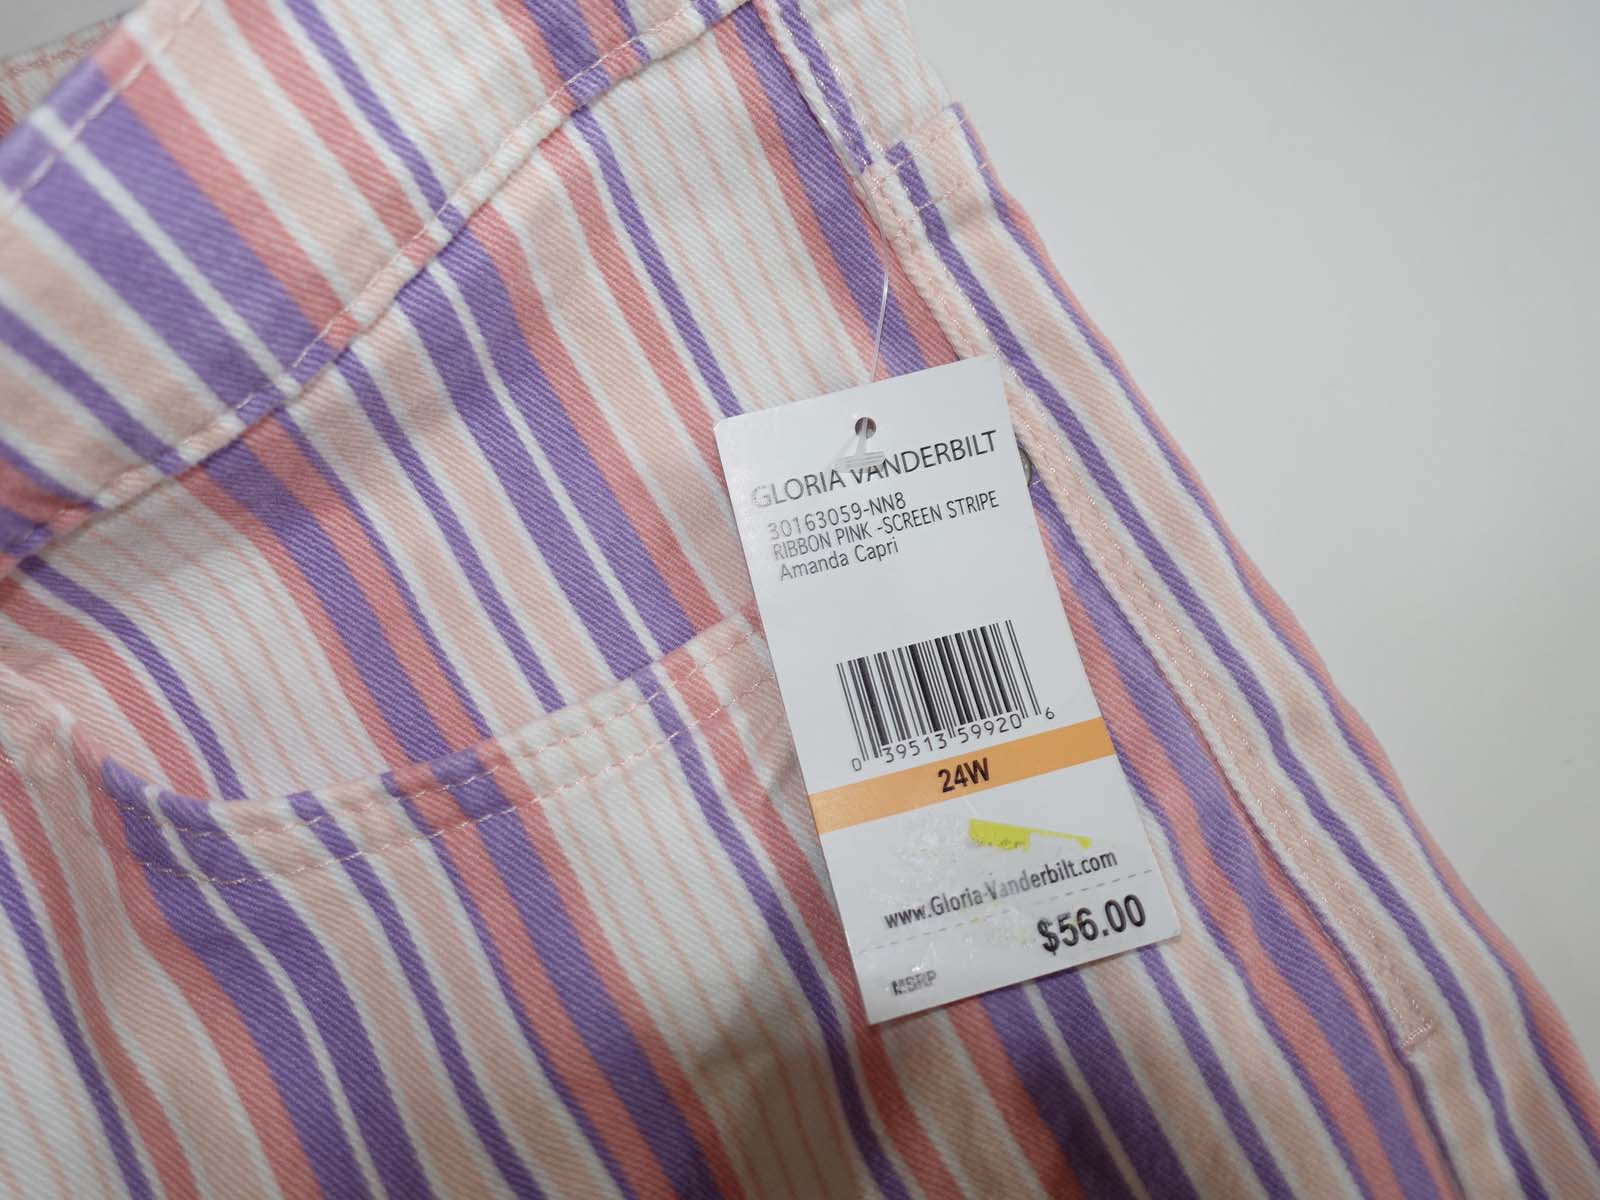 GLORIA VANDERBILT
30163059-NN8
RIBBON PINK -SCREEN STRIPE
Amanda Capri
0 39513 59920 6
24W
www.Gloria-Vanderbilt.com
$56.00
MSRP